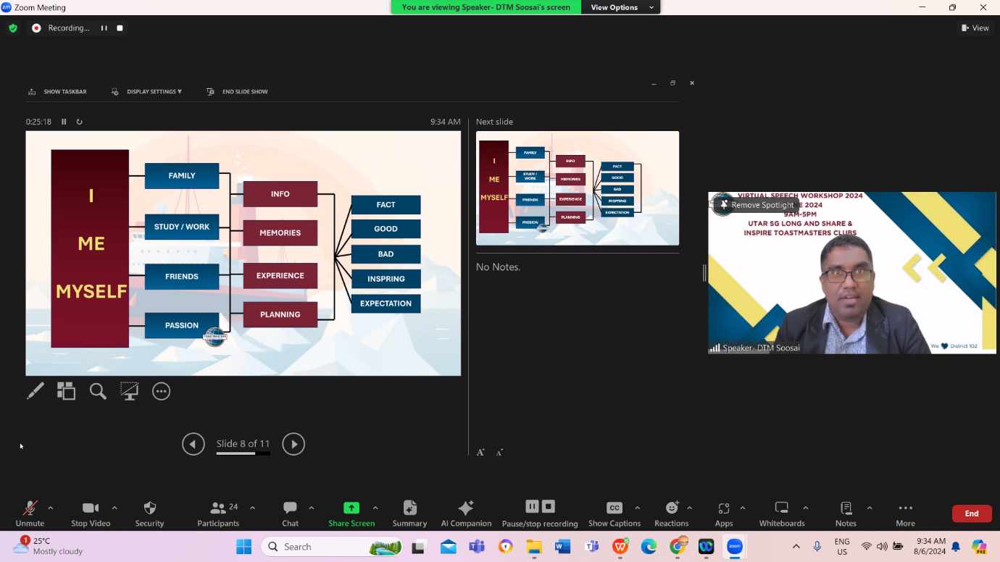 Zoom Meeting
You are viewing Speaker- DTM Soosai's screen
View Options
Recording...
View
SHOW TASKBAR
DISPLAY SETTINGS ▼
END SLIDE SHOW
0:25:18
9:34 AM
I
ME
MYSELF
FAMILY
STUDY / WORK
FRIENDS
PASSION
TOASTMASTERS
INFO
MEMORIES
EXPERIENCE
PLANNING
FACT
GOOD
BAD
INSPRING
EXPECTATION
Slide 8 of 11
Next slide
I
ME
MYSELF
FAMILY
STUDY /
WORK
FRIENDS
PASSION
INFO
MEMORIES
EXPERIENCE
PLANNING
FACT
GOOD
BAD
INSPRING
EXPECTATION
No Notes.
A
A
VIRTUAL SPEECH WORKSHOP 2024
Remove Spotlight
2024
9AM-5PM
UTAR SG LONG AND SHARE &
INSPIRE TOASTMASTERS CLUBS
Speaker- DTM Soosai
We District 102
Unmute
Stop Video
Security
24
Participants
Chat
Share Screen
Summary
AI Companion
Pause/stop recording
CC
Show Captions
Reactions
Apps
Whiteboards
Notes
More
End
1
25°C
Mostly cloudy
Search
zoom
ENG
US
9:34 AM
8/6/2024
PRE